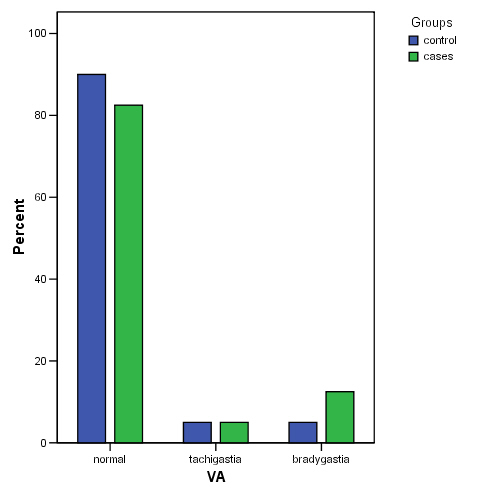 Groups
control
cases
100
80
60
40
20
0
Percent
normal
tachigastia
bradygastia
VA